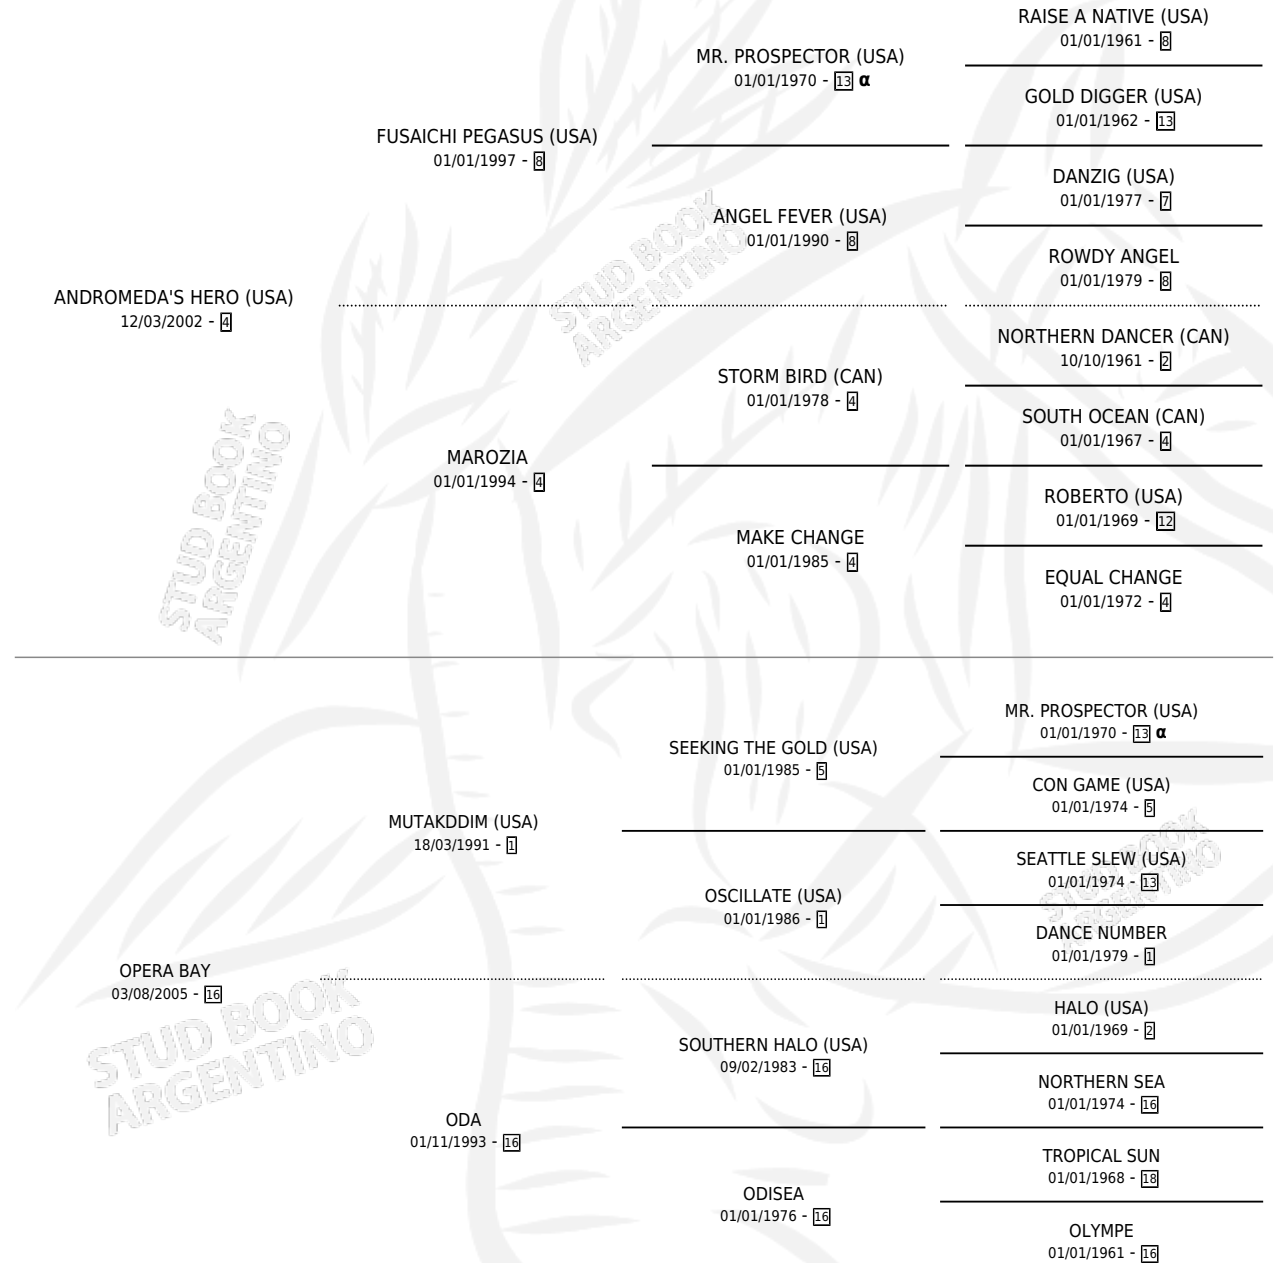 RAISE A NATIVE (USA)
01/01/1961 - 8
MR. PROSPECTOR (USA)
01/01/1970 - 13 α
GOLD DIGGER (USA)
01/01/1962 - 13
FUSAICHI PEGASUS (USA)
01/01/1997 - 8
DANZIG (USA)
01/01/1977 - 7
ANGEL FEVER (USA)
01/01/1990 - 8
ROWDY ANGEL
01/01/1979 - 8
ANDROMEDA'S HERO (USA)
12/03/2002 - 4
NORTHERN DANCER (CAN)
10/10/1961 - 2
STORM BIRD (CAN)
01/01/1978 - 4
SOUTH OCEAN (CAN)
01/01/1967 - 4
MAROZIA
01/01/1994 - 4
ROBERTO (USA)
01/01/1969 - 12
MAKE CHANGE
01/01/1985 - 4
EQUAL CHANGE
01/01/1972 - 4
STUD BOOK
ARGENTINO
STUD BOOK
ARGENTINO
MR. PROSPECTOR (USA)
01/01/1970 - 13 α
SEEKING THE GOLD (USA)
01/01/1985 - 5
CON GAME (USA)
01/01/1974 - 5
MUTAKDDIM (USA)
18/03/1991 - 1
SEATTLE SLEW (USA)
01/01/1974 - 13
OSCILLATE (USA)
01/01/1986 - 1
DANCE NUMBER
01/01/1979 - 1
OPERA BAY
03/08/2005 - 16
HALO (USA)
01/01/1969 - 2
SOUTHERN HALO (USA)
09/02/1983 - 16
NORTHERN SEA
01/01/1974 - 16
ODA
01/11/1993 - 16
TROPICAL SUN
01/01/1968 - 18
ODISEA
01/01/1976 - 16
OLYMPE
01/01/1961 - 16
STUD BOOK
ARGENTINO
STUD BOOK
ARGENTINO